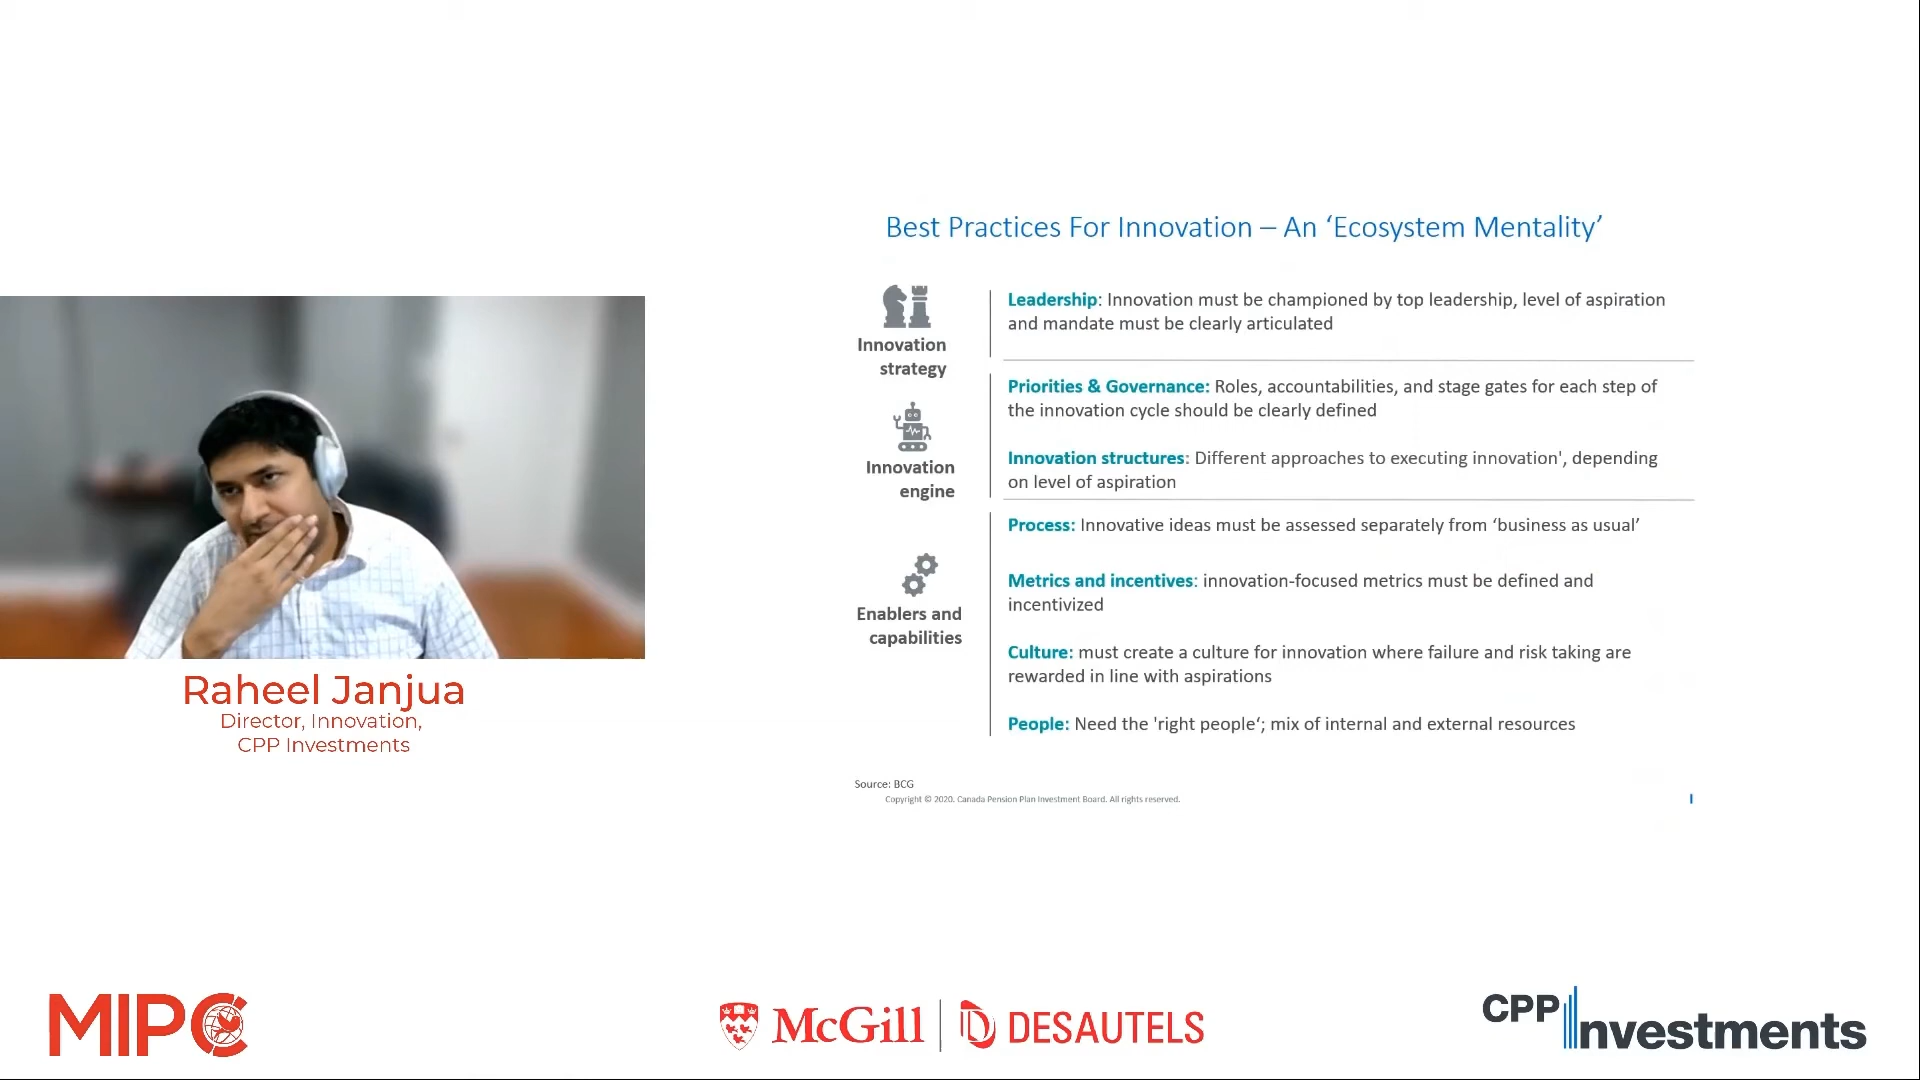 Best Practices For Innovation – An ‘Ecosystem Mentality’
Innovation
strategy
Leadership: Innovation must be championed by top leadership, level of aspiration
and mandate must be clearly articulated
Innovation
engine
Priorities & Governance: Roles, accountabilities, and stage gates for each step of
the innovation cycle should be clearly defined
Innovation structures: Different approaches to executing innovation', depending
on level of aspiration
Enablers and
capabilities
Process: Innovative ideas must be assessed separately from ‘business as usual’
Metrics and incentives: innovation-focused metrics must be defined and
incentivized
Culture: must create a culture for innovation where failure and risk taking are
rewarded in line with aspirations
People: Need the 'right people‘; mix of internal and external resources
Source: BCG
Copyright © 2020. Canada Pension Plan Investment Board. All rights reserved.
1
Raheel Janjua
Director, Innovation,
CPP Investments
MIPC
McGill
DESAUTELS
CPP Investments